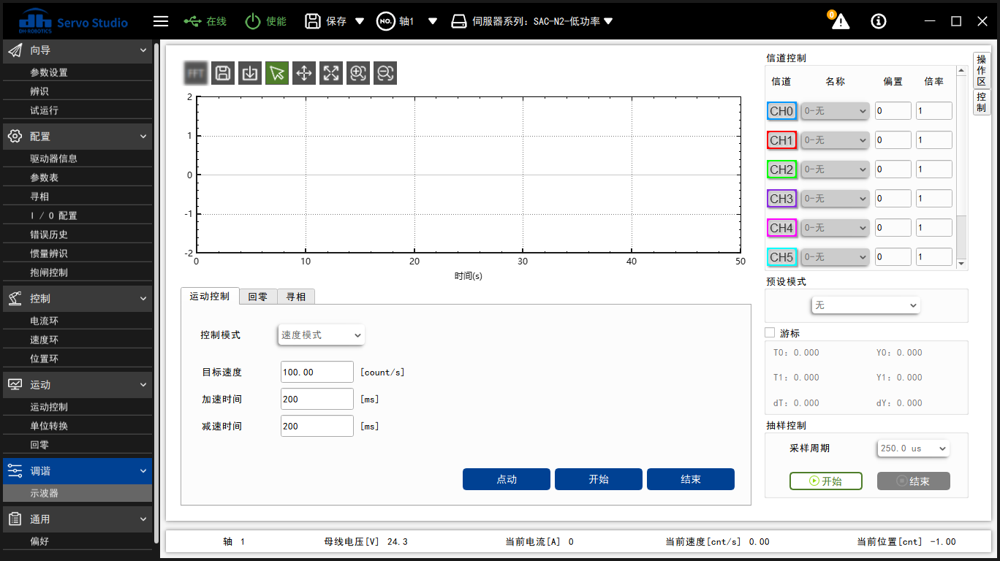 dh
DH-ROBOTICS
Servo Studio
在线
使能
保存
NO.
轴1
伺服器系列: SAC-N2-低功率
0
向导
参数设置
辨识
试运行
配置
驱动器信息
参数表
寻相
I / O 配置
错误历史
惯量辨识
抱闸控制
控制
电流环
速度环
位置环
运动
运动控制
单位转换
回零
调谐
示波器
通用
偏好
FFT
2
1
0
-1
-2
0 10 20 30 40 50
时间(s)
运动控制 回零 寻相
控制模式 速度模式
目标速度 100.00 [count/s]
加速时间 200 [ms]
减速时间 200 [ms]
点动 开始 结束
信道控制
信道 名称 偏置 倍率
CH0 0-无 0 1
CH1 0-无 0 1
CH2 0-无 0 1
CH3 0-无 0 1
CH4 0-无 0 1
CH5 0-无 0 1
预设模式
无
游标
T0: 0.000 Y0: 0.000
T1: 0.000 Y1: 0.000
dT: 0.000 dY: 0.000
抽样控制
采样周期 250.0 us
开始 结束
操作区
控制
轴 1 母线电压[V] 24.3 当前电流[A] 0 当前速度[cnt/s] 0.00 当前位置[cnt] -1.00